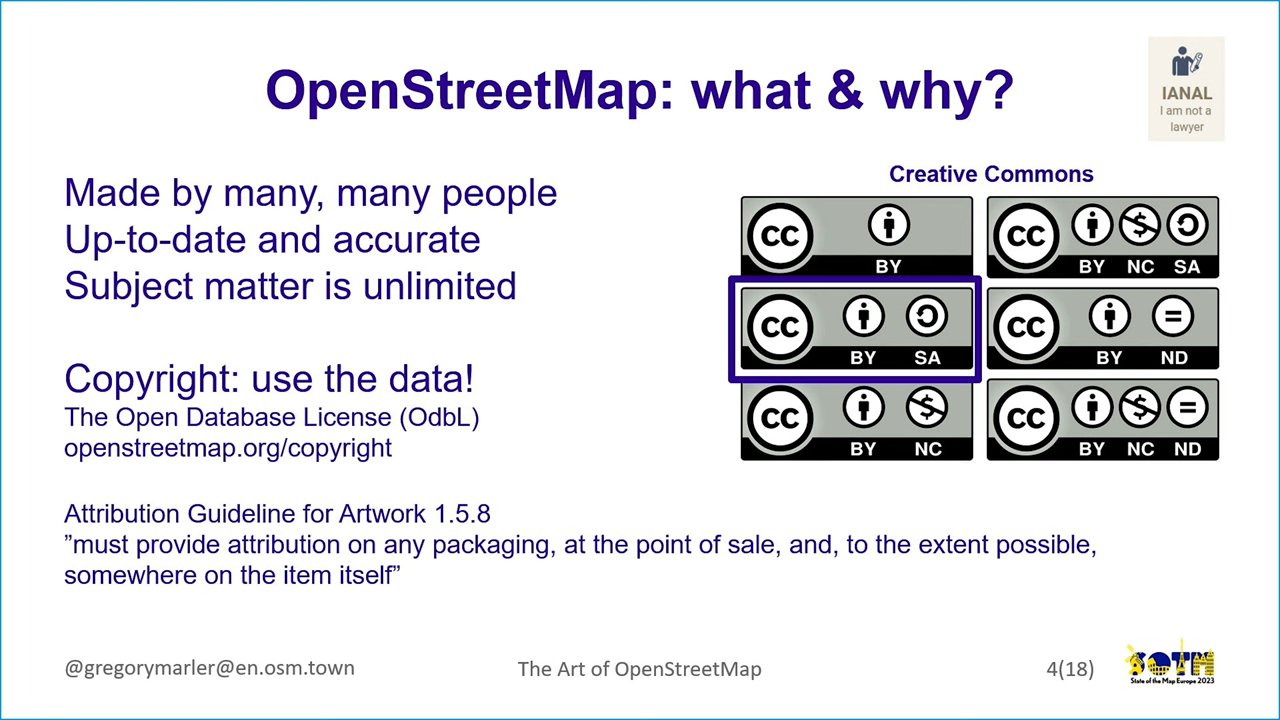 OpenStreetMap: what & why?
IANAL
I am not a
lawyer
Made by many, many people
Up-to-date and accurate
Subject matter is unlimited
Copyright: use the data!
The Open Database License (OdbL)
openstreetmap.org/copyright
Creative Commons
CC BY
CC BY NC SA
CC BY SA
CC BY ND
CC BY NC
CC BY NC ND
Attribution Guideline for Artwork 1.5.8
”must provide attribution on any packaging, at the point of sale, and, to the extent possible,
somewhere on the item itself”
@gregorymarler@en.osm.town
The Art of OpenStreetMap
4(18)
SOTM
State of the Map Europe 2023